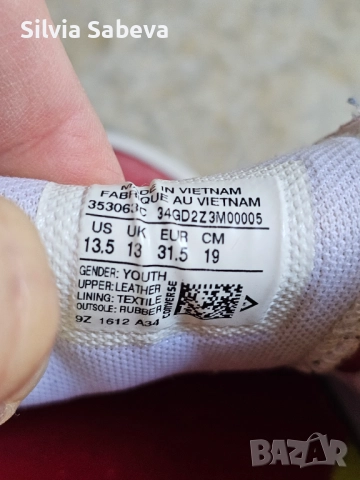 Silvia Sabeva
MADE IN VIETNAM
FABRIQUE AU VIETNAM
353063C 34GD2Z3M00005
US UK EUR CM
13.5 13 31.5 19
GENDER: YOUTH
UPPER: LEATHER
LINING: TEXTILE
OUTSOLE: RUBBER
9Z 1612 A34
CONVERSE
BAZAR